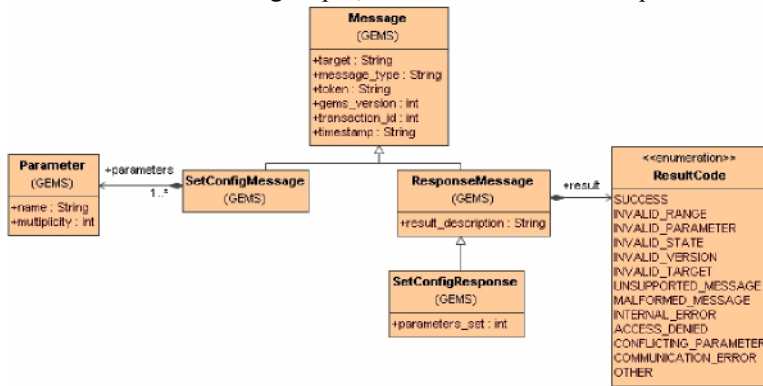 Message
(GEMS)
+target : String
+message_type : String
+token : String
+gems_version : int
+transaction_id : int
+timestamp : String
Parameter
(GEMS)
+name : String
+multiplicity : int
+parameters
1..*
SetConfigMessage
(GEMS)
ResponseMessage
(GEMS)
+result_description : String
+result
<<enumeration>>
ResultCode
SUCCESS
INVALID_RANGE
INVALID_PARAMETER
INVALID_STATE
INVALID_VERSION
INVALID_TARGET
UNSUPPORTED_MESSAGE
MALFORMED_MESSAGE
INTERNAL_ERROR
ACCESS_DENIED
CONFLICTING_PARAMETER
COMMUNICATION_ERROR
OTHER
SetConfigResponse
(GEMS)
+parameters_set : int